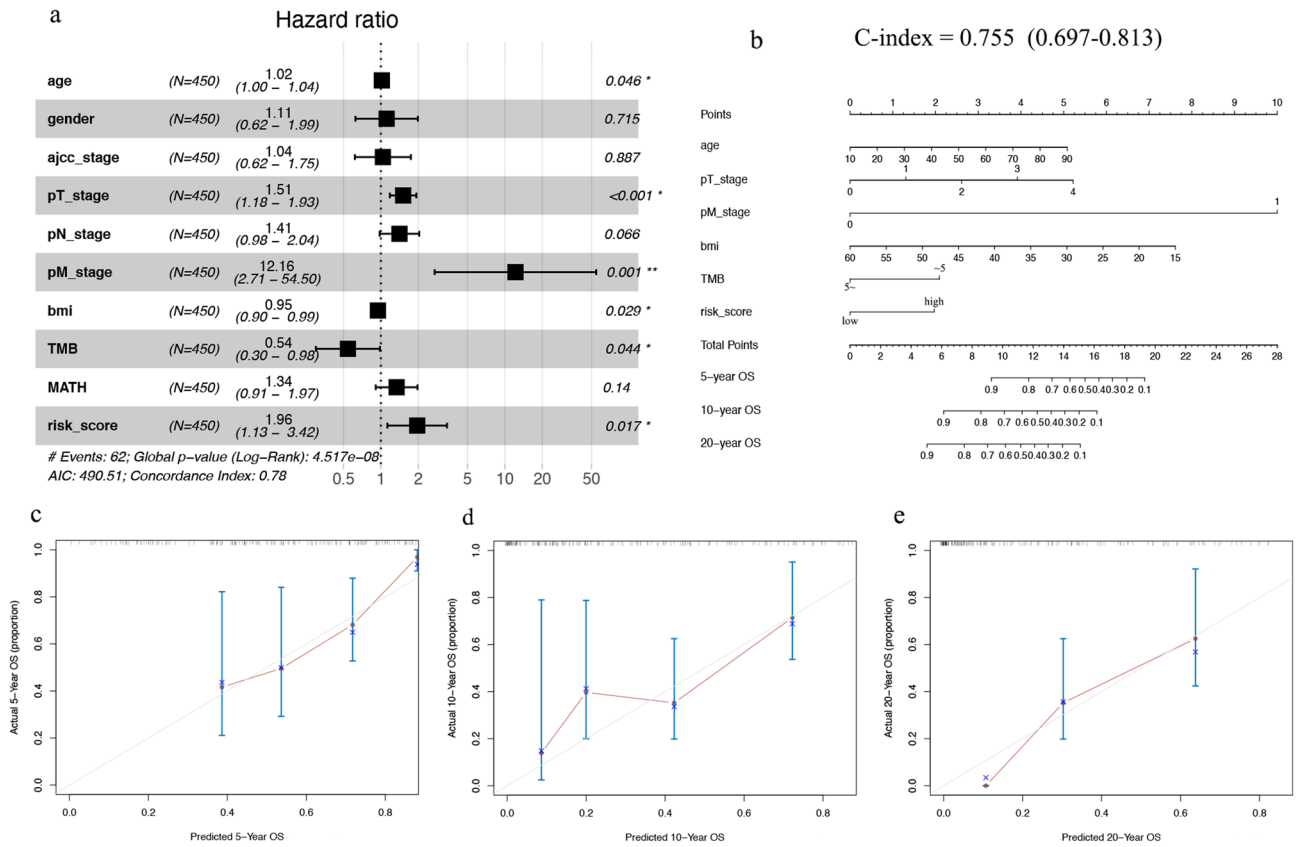 a
Hazard ratio
age (N=450) 1.02 (1.00 – 1.04) 0.046 *
gender (N=450) 1.11 (0.62 – 1.99) 0.715
ajcc_stage (N=450) 1.04 (0.62 – 1.75) 0.887
pT_stage (N=450) 1.51 (1.18 – 1.93) <0.001 *
pN_stage (N=450) 1.41 (0.98 – 2.04) 0.066
pM_stage (N=450) 12.16 (2.71 – 54.50) 0.001 **
bmi (N=450) 0.95 (0.90 – 0.99) 0.029 *
TMB (N=450) 0.54 (0.30 – 0.98) 0.044 *
MATH (N=450) 1.34 (0.91 – 1.97) 0.14
risk_score (N=450) 1.96 (1.13 – 3.42) 0.017 *
# Events: 62; Global p-value (Log-Rank): 4.517e-08
AIC: 490.51; Concordance Index: 0.78
0.5 1 2 5 10 20 50
b
C-index = 0.755 (0.697-0.813)
Points 0 1 2 3 4 5 6 7 8 9 10
age 10 20 30 40 50 60 70 80 90
pT_stage 0 1 2 3 4
pM_stage 0 1
bmi 60 55 50 45 40 35 30 25 20 15
TMB 5~ ~5
risk_score low high
Total Points 0 2 4 6 8 10 12 14 16 18 20 22 24 26 28
5-year OS 0.9 0.8 0.7 0.6 0.5 0.4 0.3 0.2 0.1
10-year OS 0.9 0.8 0.7 0.6 0.5 0.4 0.3 0.2 0.1
20-year OS 0.9 0.8 0.7 0.6 0.5 0.4 0.3 0.2 0.1
c
Actual 5-Year OS (proportion)
0.0 0.2 0.4 0.6 0.8 1.0
0.0 0.2 0.4 0.6 0.8
Predicted 5-Year OS
d
Actual 10-Year OS (proportion)
0.0 0.2 0.4 0.6 0.8 1.0
0.0 0.2 0.4 0.6 0.8
Predicted 10-Year OS
e
Actual 20-Year OS (proportion)
0.0 0.2 0.4 0.6 0.8 1.0
0.0 0.2 0.4 0.6 0.8
Predicted 20-Year OS